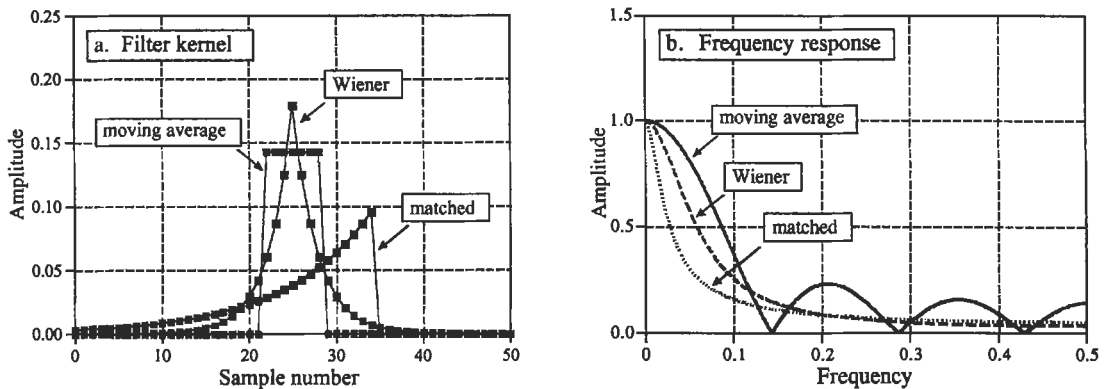 a. Filter kernel
Wiener
moving average
matched
Amplitude
0.25
0.20
0.15
0.10
0.05
0.00
0
10
20
30
40
50
Sample number
b. Frequency response
moving average
Wiener
matched
Amplitude
1.5
1.0
0.5
0.0
0
0.1
0.2
0.3
0.4
0.5
Frequency